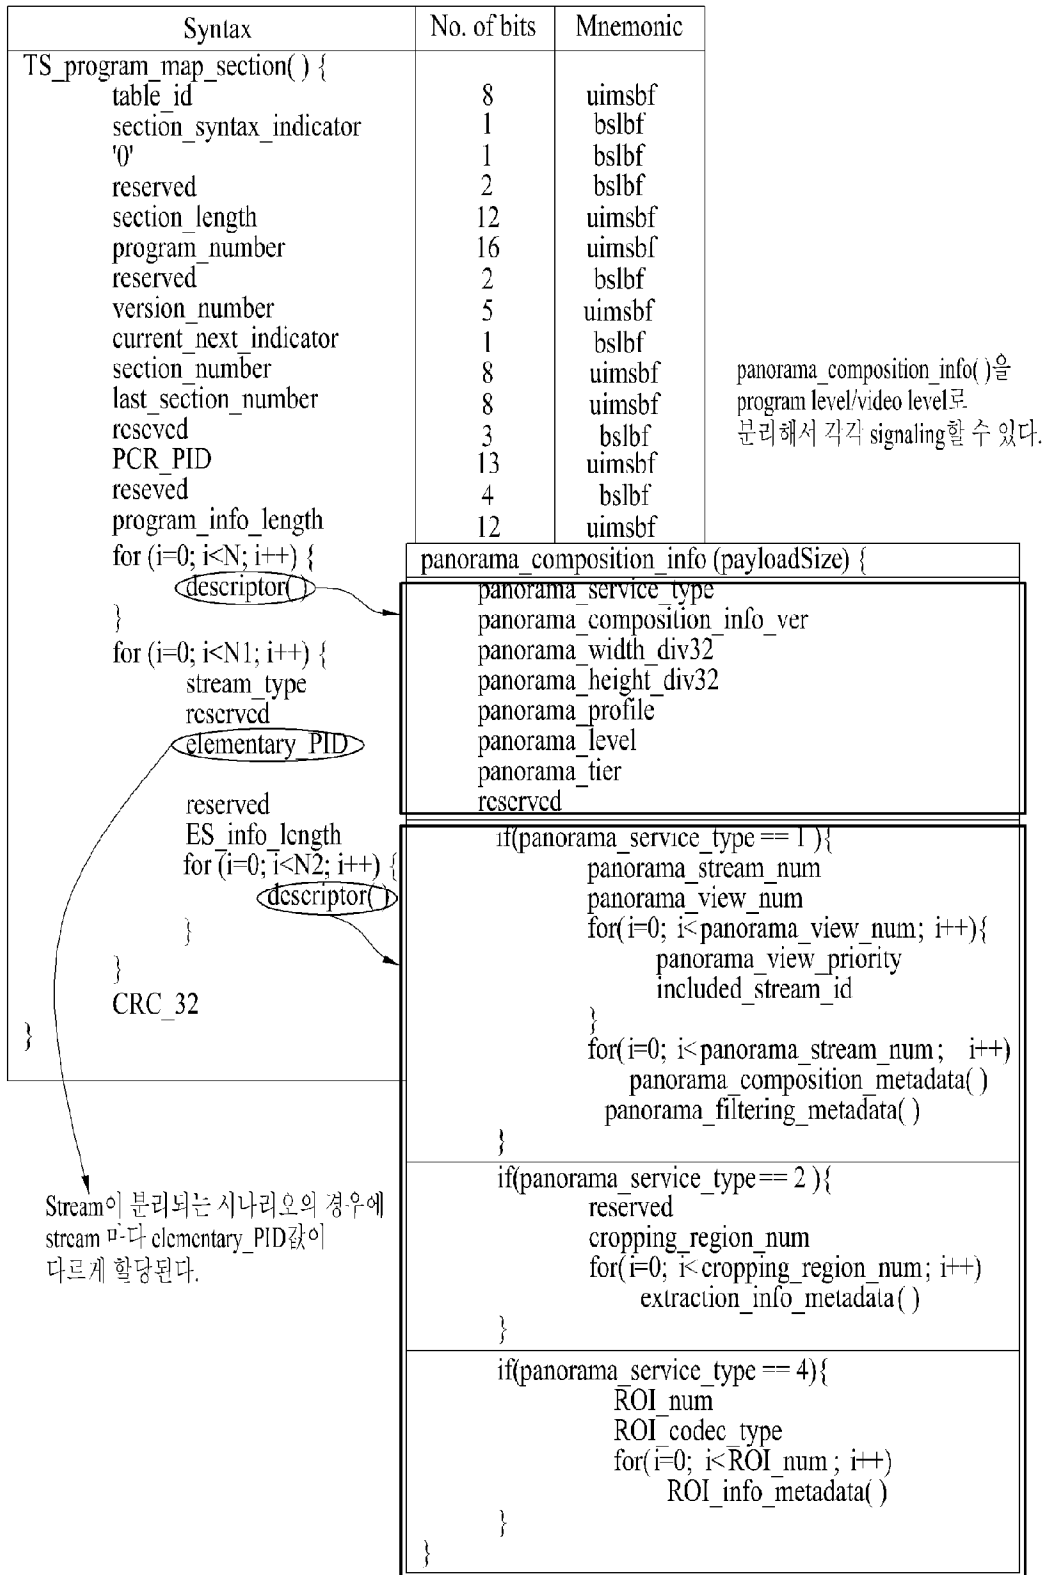 Syntax No. of bits Mnemonic
TS_program_map_section( ) {
table_id 8 uimsbf
section_syntax_indicator 1 bslbf
'0' 1 bslbf
reserved 2 bslbf
section_length 12 uimsbf
program_number 16 uimsbf
reserved 2 bslbf
version_number 5 uimsbf
current_next_indicator 1 bslbf
section_number 8 uimsbf
last_section_number 8 uimsbf
reseved 3 bslbf
PCR_PID 13 uimsbf
reseved 4 bslbf
program_info_length 12 uimsbf
for (i=0; i<N; i++) {
descriptor( )
}
for (i=0; i<N1; i++) {
stream_type
reserved
elementary_PID
reserved
ES_info_length
for (i=0; i<N2; i++) {
descriptor( )
}
}
CRC_32
}
panorama_composition_info( )을
program level/video level로
분리해서 각각 signaling할 수 있다.
panorama_composition_info (payloadSize) {
panorama_service_type
panorama_composition_info_ver
panorama_width_div32
panorama_height_div32
panorama_profile
panorama_level
panorama_tier
reserved
if(panorama_service_type == 1 ){
panorama_stream_num
panorama_view_num
for( i=0; i<panorama_view_num; i++){
panorama_view_priority
included_stream_id
}
for( i=0; i<panorama_stream_num; i++)
panorama_composition_metadata( )
panorama_filtering_metadata( )
}
if(panorama_service_type== 2 ){
reserved
cropping_region_num
for( i=0; i<cropping_region_num; i++)
extraction_info_metadata( )
}
if(panorama_service_type == 4){
ROI_num
ROI_codec_type
for( i=0; i<ROI_num ; i++)
ROI_info_metadata( )
}
}
Stream이 분리되는 시나리오의 경우에
stream 마다 elementary_PID값이
다르게 할당된다.